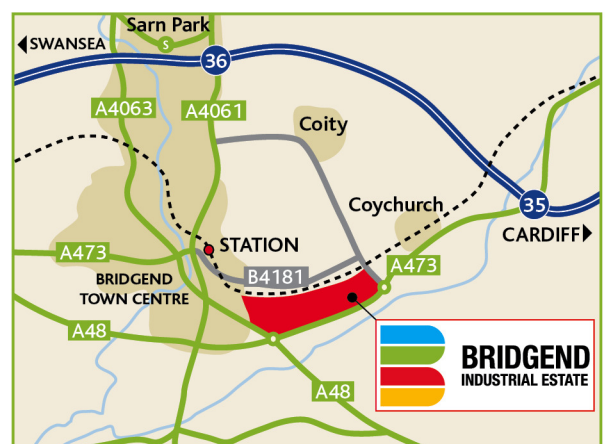 Sarn Park
SWANSEA
S
36
A4063
A4061
Coity
Coychurch
35
CARDIFF
STATION
A473
A473
B4181
BRIDGEND
TOWN CENTRE
A48
A48
BRIDGEND
INDUSTRIAL ESTATE